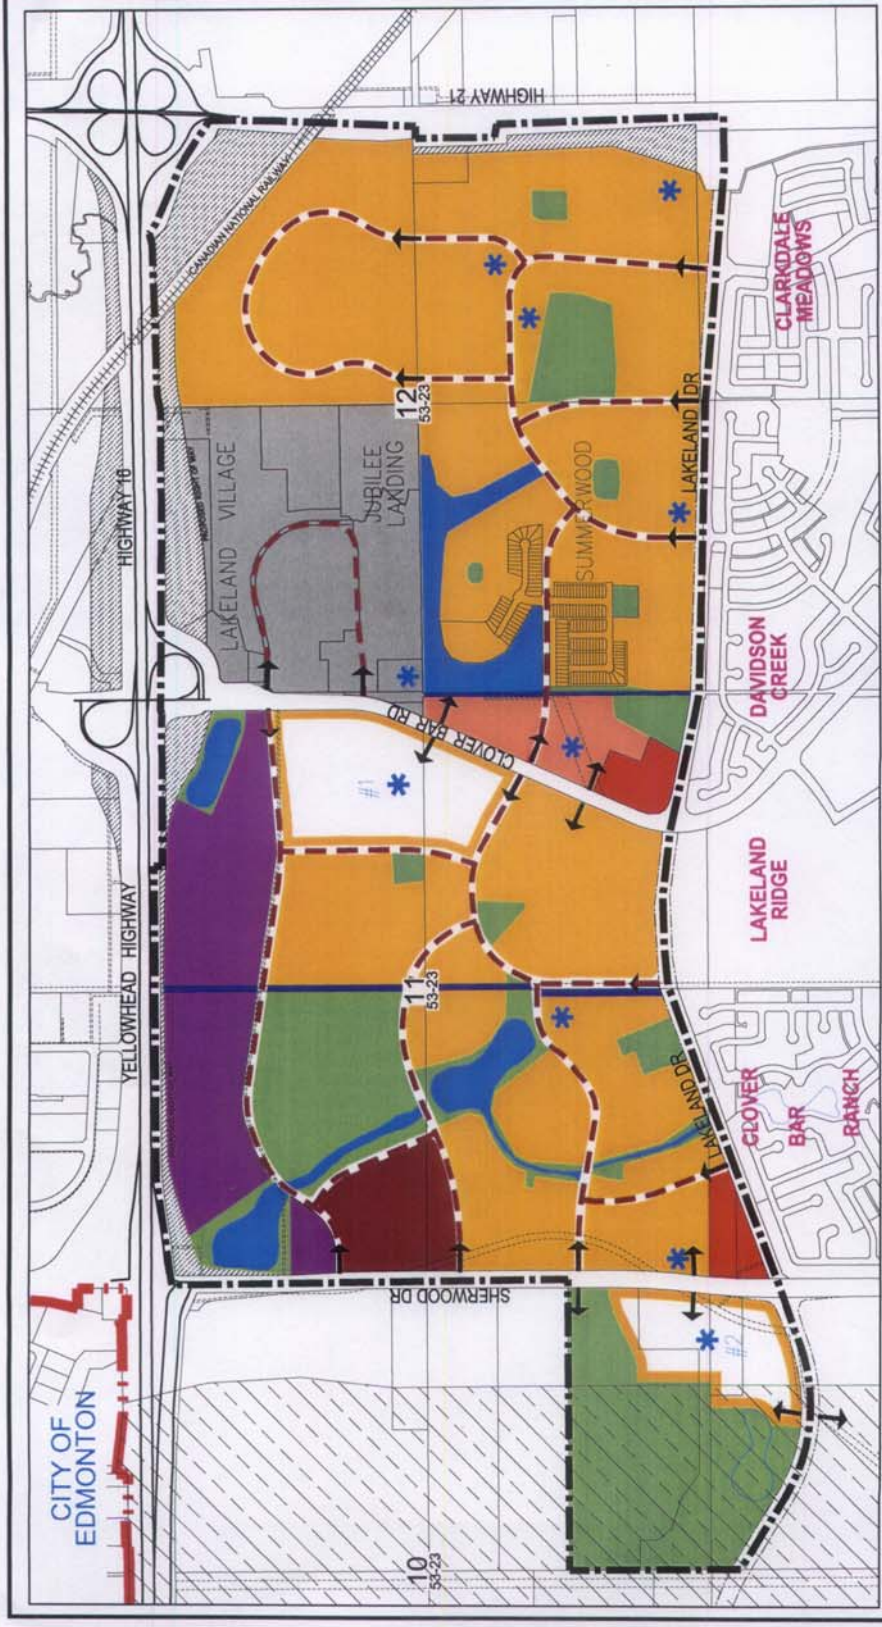 HIGHWAY 21
CANADIAN NATIONAL RAILWAY
HIGHWAY 16
YELLOWHEAD HIGHWAY
CITY OF
EDMONTON
LAKELAND VILLAGE
JUBILEE
LANDING
12
53-23
SUMMERWOOD
LAKELAND DR
CLARKDALE
MEADOWS
DAVIDSON
CREEK
CLOVER BAR RD
#1
LAKELAND
RIDGE
11
53-23
LAKELAND DR
CLOVER
BAR
RANCH
SHERWOOD DR
#2
10
53-23